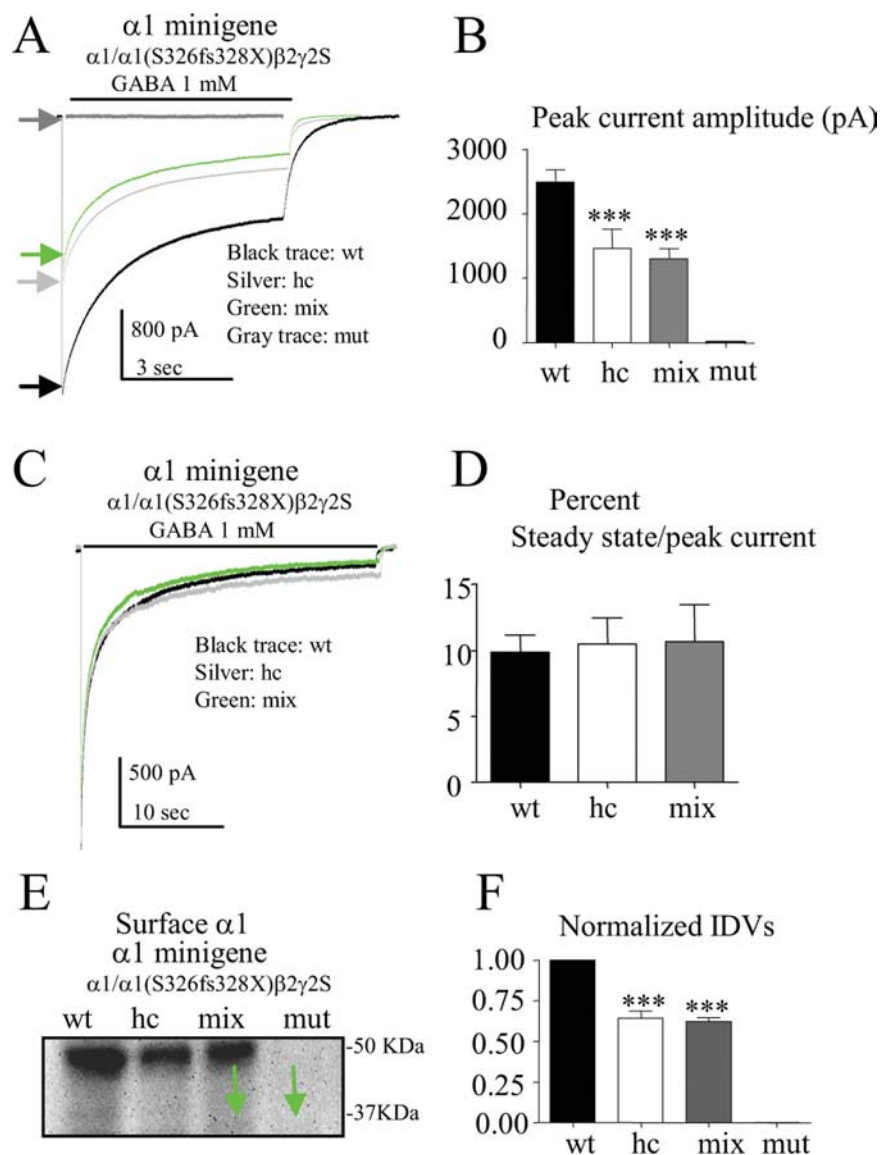 A
α1 minigene
α1/α1(S326fs328X)β2γ2S
GABA 1 mM
Black trace: wt
Silver: hc
Green: mix
Gray trace: mut
800 pA
3 sec
B
Peak current amplitude (pA)
3000
2000
1000
0
***
***
wt hc mix mut
C
α1 minigene
α1/α1(S326fs328X)β2γ2S
GABA 1 mM
Black trace: wt
Silver: hc
Green: mix
500 pA
10 sec
D
Percent
Steady state/peak current
15
10
5
0
wt hc mix
E
Surface α1
α1 minigene
α1/α1(S326fs328X)β2γ2S
wt hc mix mut
-50 KDa
-37KDa
F
Normalized IDVs
1.00
0.75
0.50
0.25
0.00
***
***
wt hc mix mut